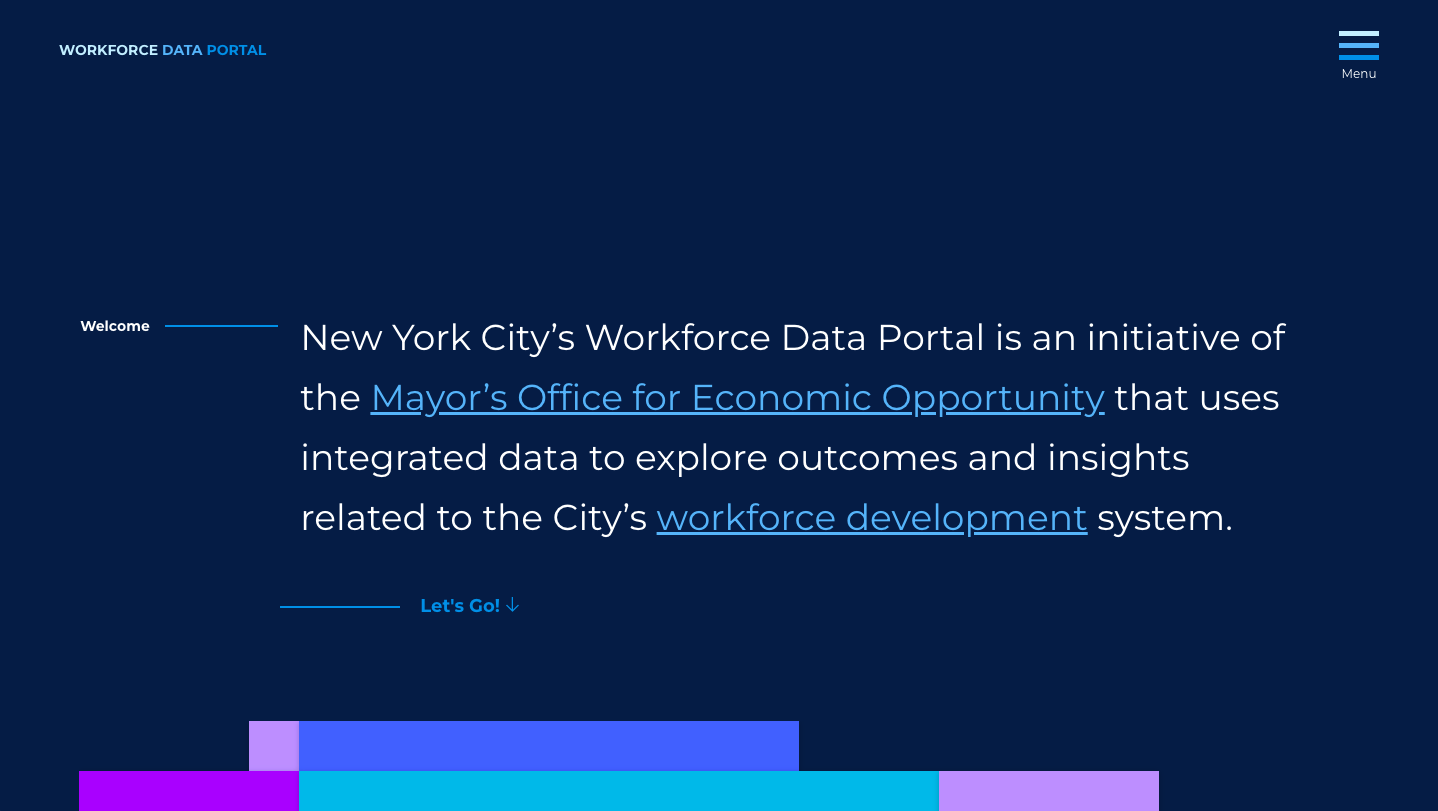 WORKFORCE DATA PORTAL
Menu
Welcome
New York City’s Workforce Data Portal is an initiative of
the Mayor’s Office for Economic Opportunity that uses
integrated data to explore outcomes and insights
related to the City’s workforce development system.
Let's Go! ↓